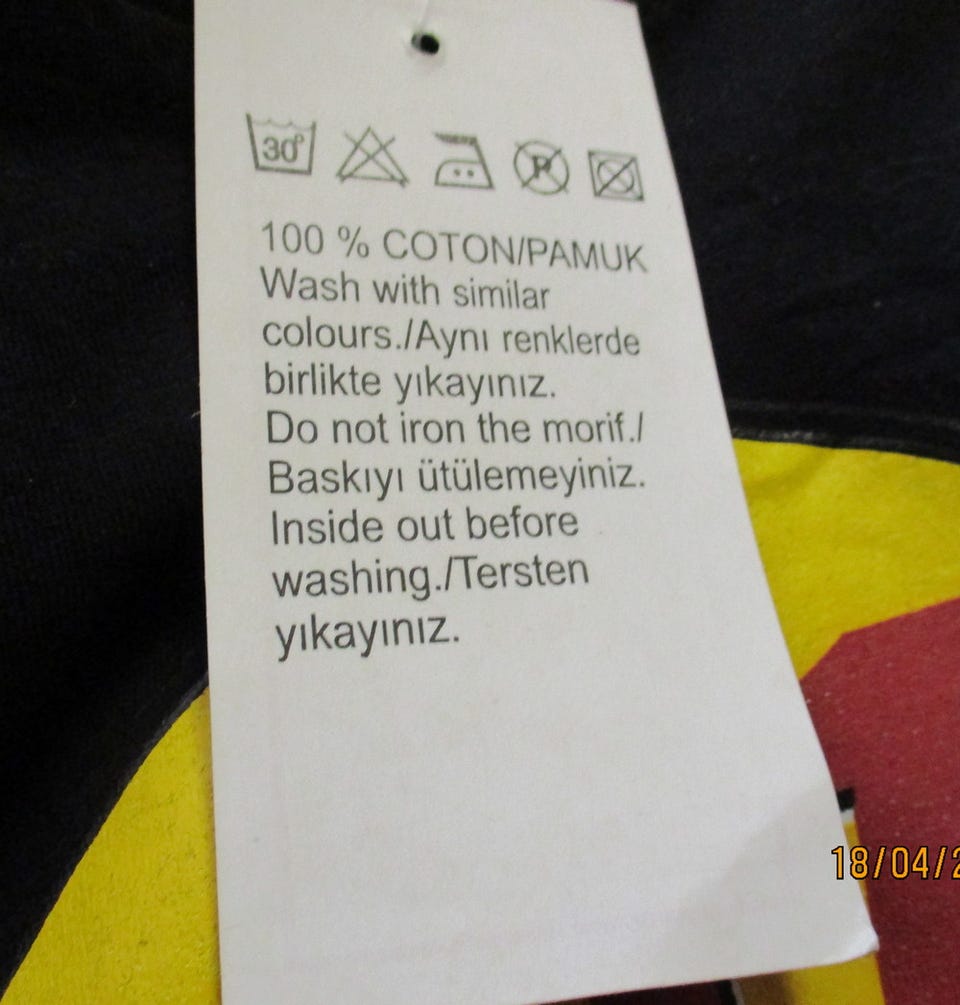 30°
P
100 % COTON/PAMUK
Wash with similar
colours./Aynı renklerde
birlikte yıkayınız.
Do not iron the morif./
Baskıyı ütülemeyiniz.
Inside out before
washing./Tersten
yıkayınız.
18/04/2